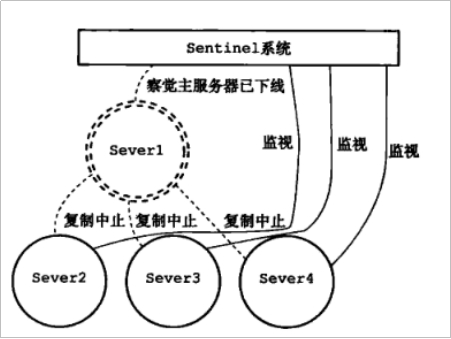 Sentinel系统
察觉主服务器已下线
Sever1
监视
监视
监视
复制中止
复制中止
复制中止
Sever2
Sever3
Sever4